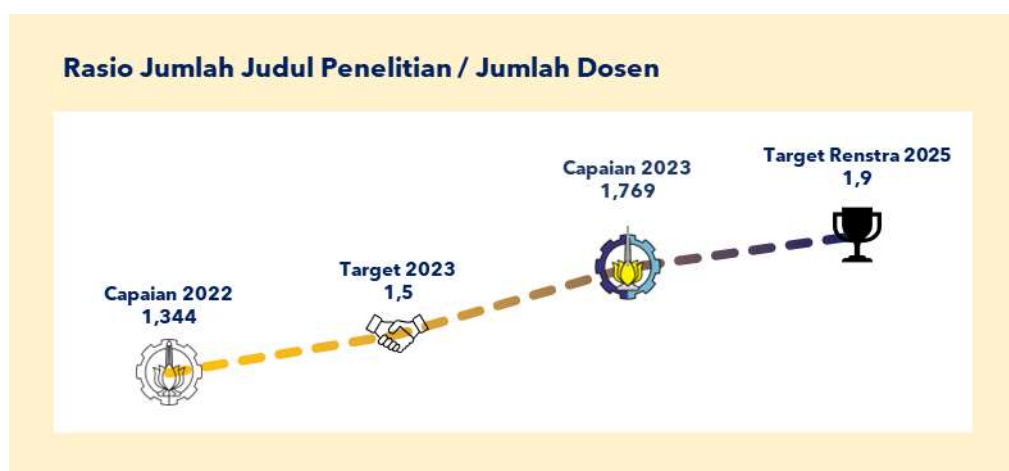 Rasio Jumlah Judul Penelitian / Jumlah Dosen
Capaian 2022
1,344
Target 2023
1,5
Capaian 2023
1,769
Target Renstra 2025
1,9